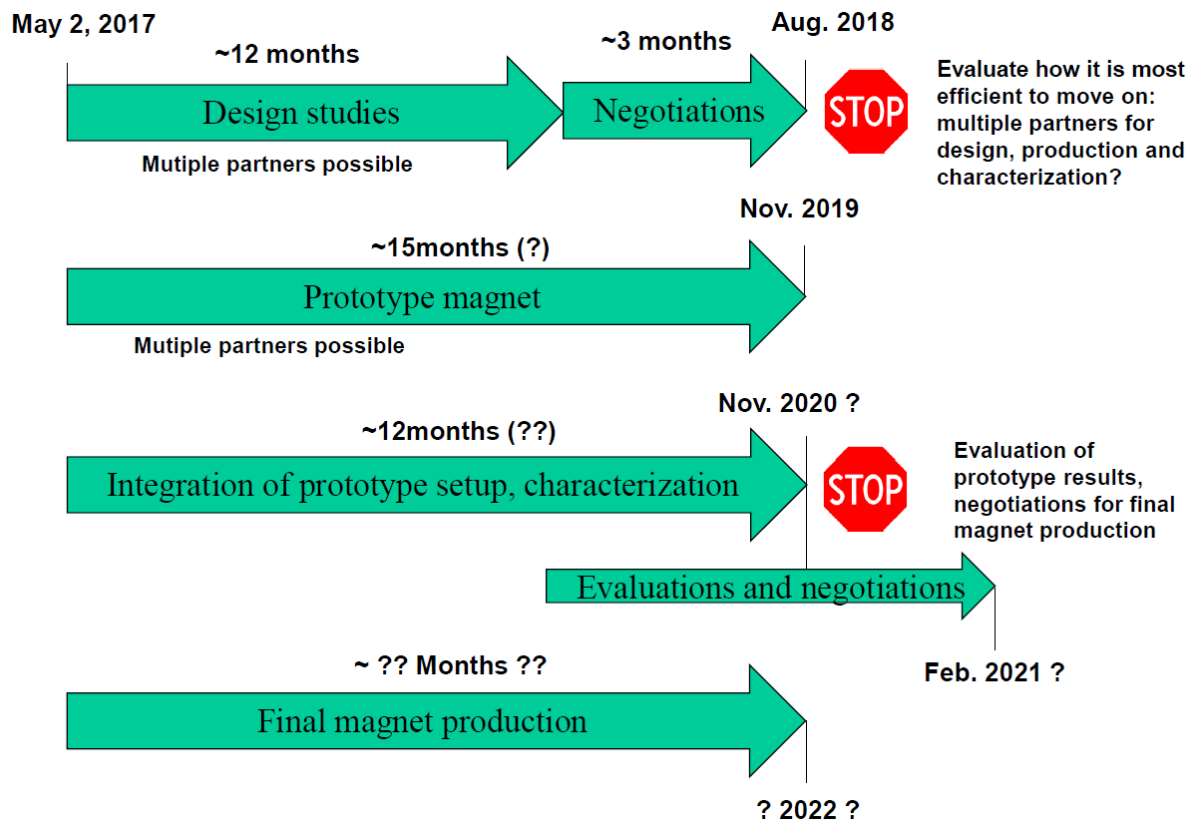 May 2, 2017
Aug. 2018
~12 months
~3 months
Design studies
Negotiations
STOP
Mutiple partners possible
Evaluate how it is most
efficient to move on:
multiple partners for
design, production and
characterization?
Nov. 2019
~15months (?)
Prototype magnet
Mutiple partners possible
Nov. 2020 ?
~12months (??)
Integration of prototype setup, characterization
STOP
Evaluation of
prototype results,
negotiations for final
magnet production
Evaluations and negotiations
Feb. 2021 ?
~ ?? Months ??
Final magnet production
? 2022 ?